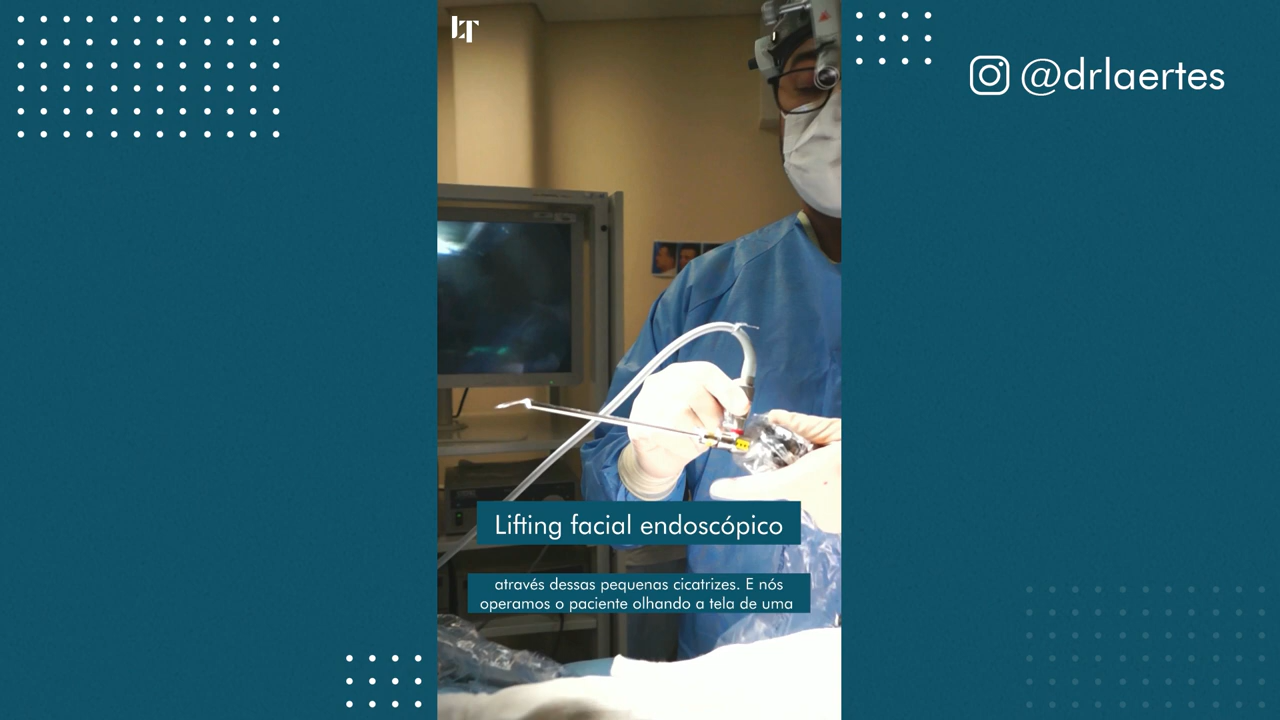 LT
@drlaertes
Lifting facial endoscópico
através dessas pequenas cicatrizes. E nós
operamos o paciente olhando a tela de uma